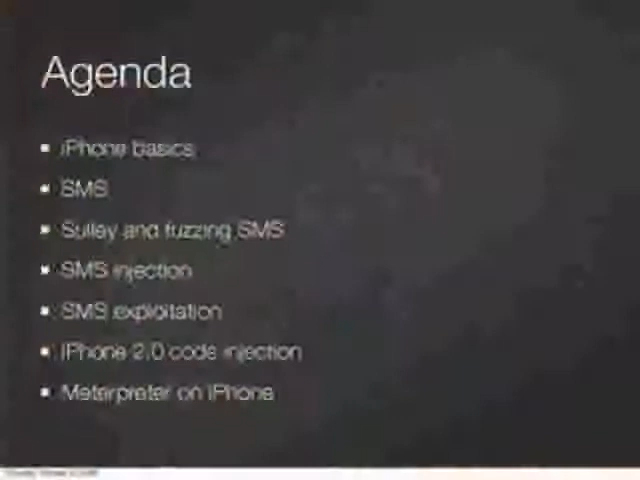 Agenda
iPhone basics
SMS
Sulley and fuzzing SMS
SMS injection
SMS exploitation
iPhone 2.0 code injection
Meterpreter on iPhone